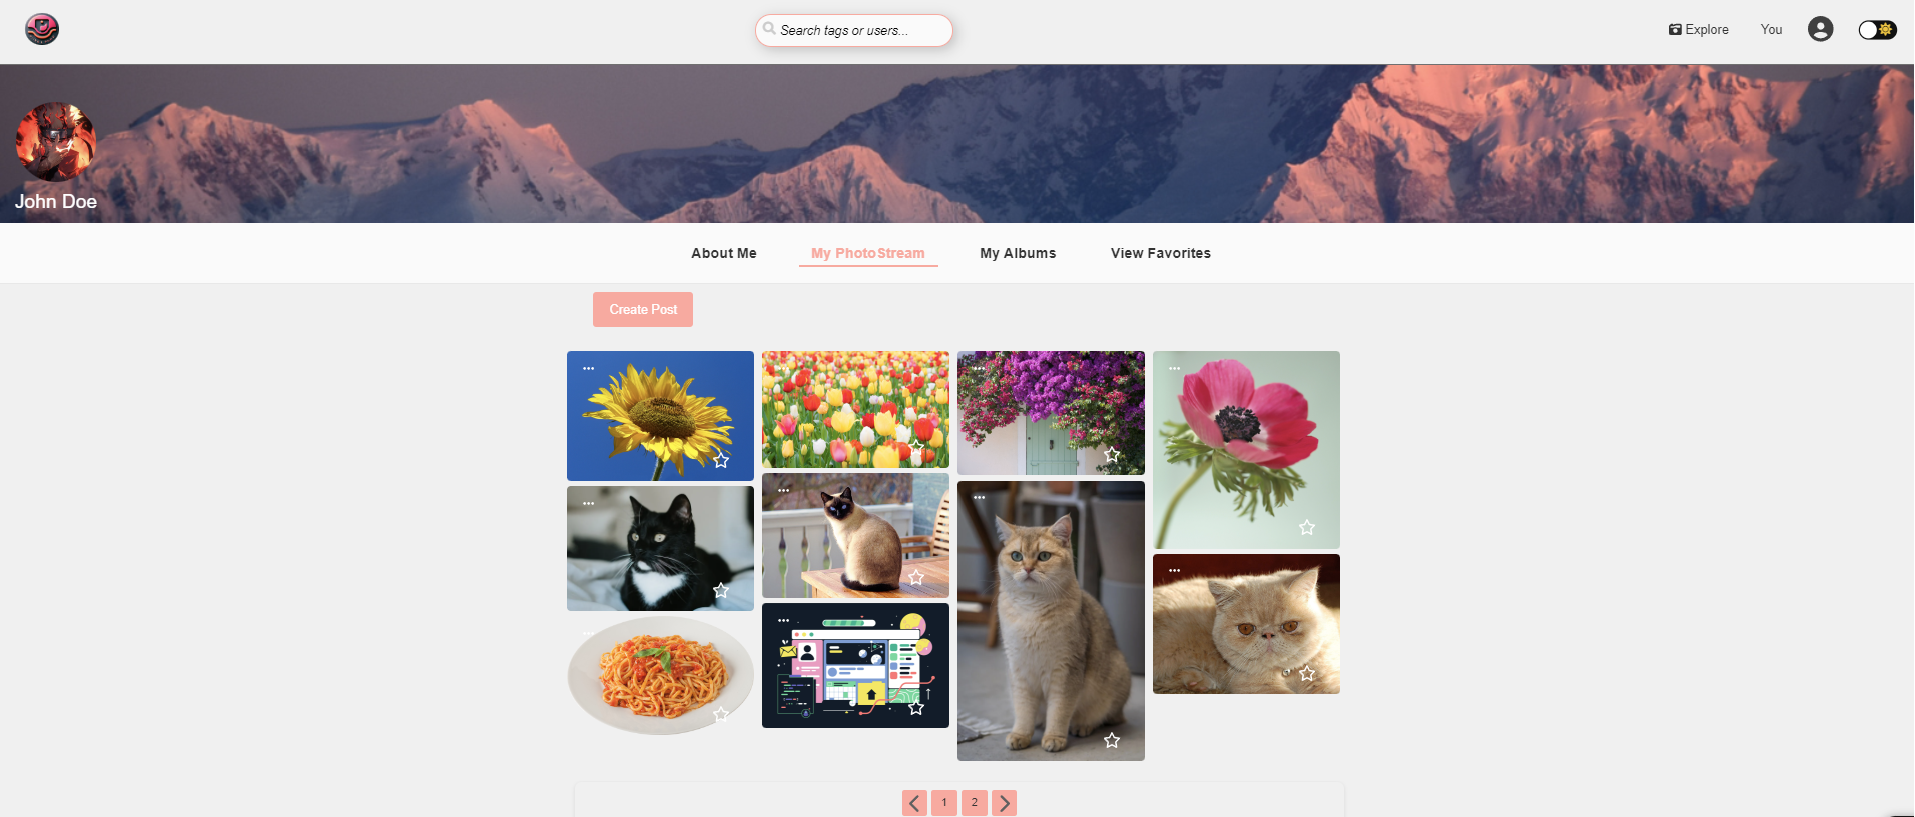 Search tags or users...
Explore
You
John Doe
About Me
My PhotoStream
My Albums
View Favorites
Create Post
1
2